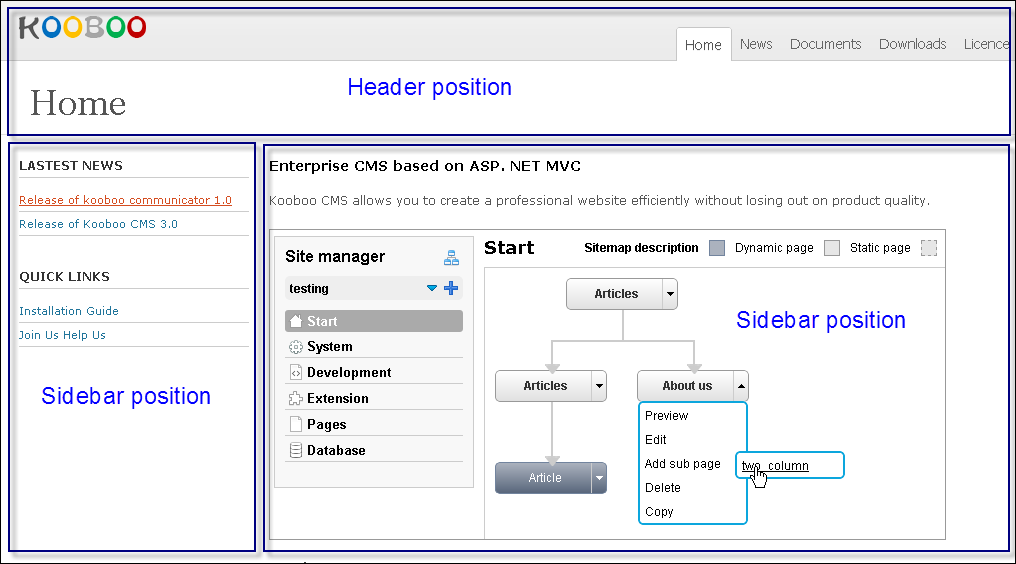 KOOBOO
Home News Documents Downloads Licence
Header position
Home
LASTEST NEWS
Release of kooboo communicator 1.0
Release of Kooboo CMS 3.0
QUICK LINKS
Installation Guide
Join Us Help Us
Sidebar position
Enterprise CMS based on ASP. NET MVC
Kooboo CMS allows you to create a professional website efficiently without losing out on product quality.
Site manager
testing
Start
System
Development
Extension
Pages
Database
Start Sitemap description Dynamic page Static page
Articles
Sidebar position
Articles About us
Preview
Edit
Add sub page two_column
Article
Delete
Copy